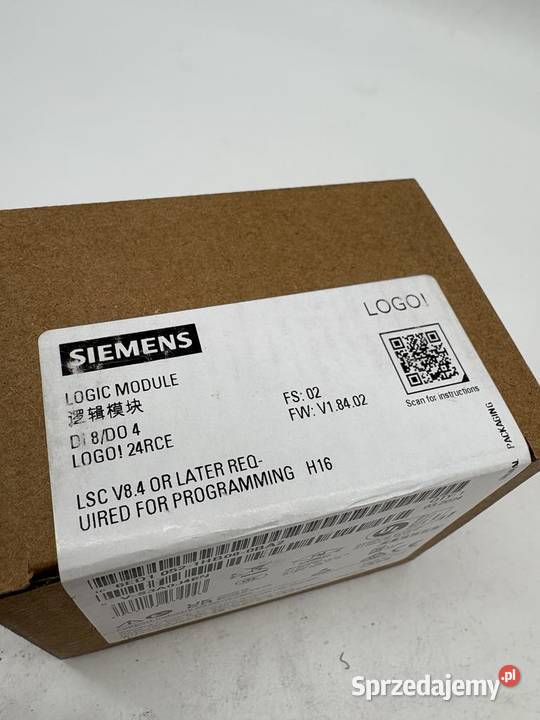 LOGO!
SIEMENS
LOGIC MODULE
逻辑模块
DI 8/DO 4
LOGO! 24RCE
FS: 02
FW: V1.84.02
Scan for instructions
LSC V8.4 OR LATER REQ-
UIRED FOR PROGRAMMING H16
PACKAGING
Sprzedajemy.pl